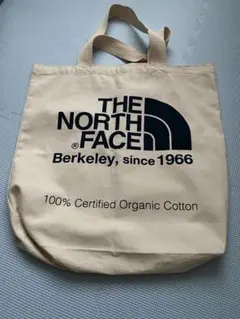 THE
NORTH
®FACE
Berkeley, since 1966
100% Certified Organic Cotton